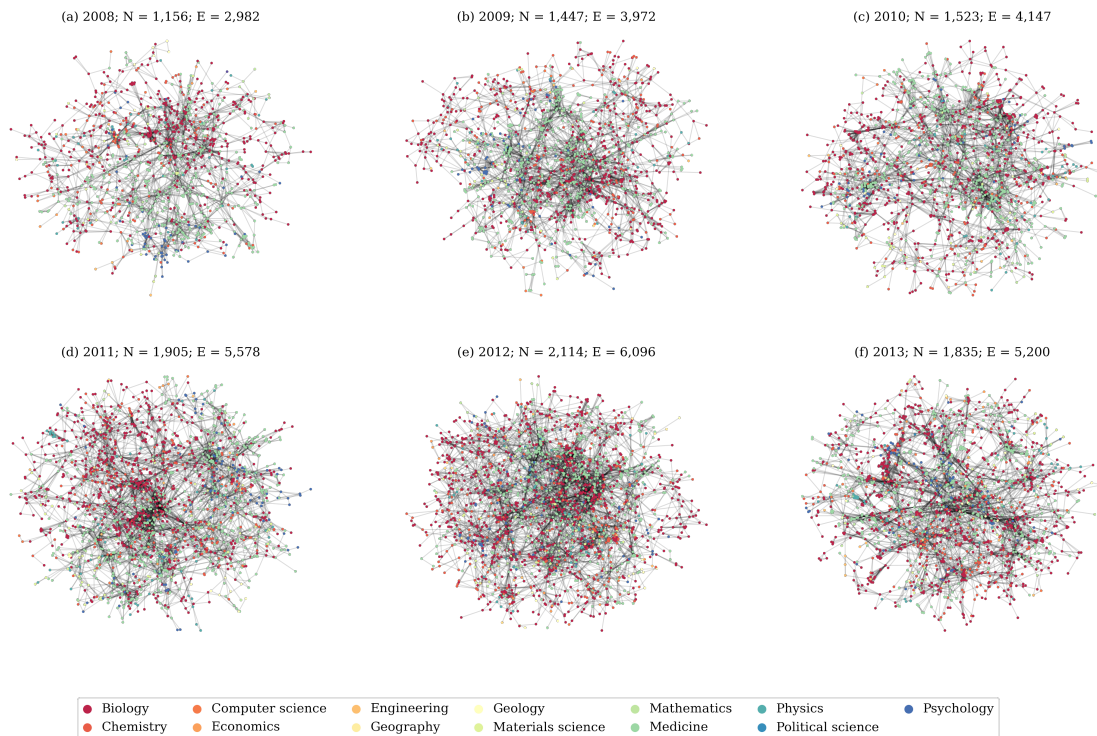 (a) 2008; N = 1,156; E = 2,982
(b) 2009; N = 1,447; E = 3,972
(c) 2010; N = 1,523; E = 4,147
(d) 2011; N = 1,905; E = 5,578
(e) 2012; N = 2,114; E = 6,096
(f) 2013; N = 1,835; E = 5,200
Biology
Chemistry
Computer science
Economics
Engineering
Geography
Geology
Materials science
Mathematics
Medicine
Physics
Political science
Psychology